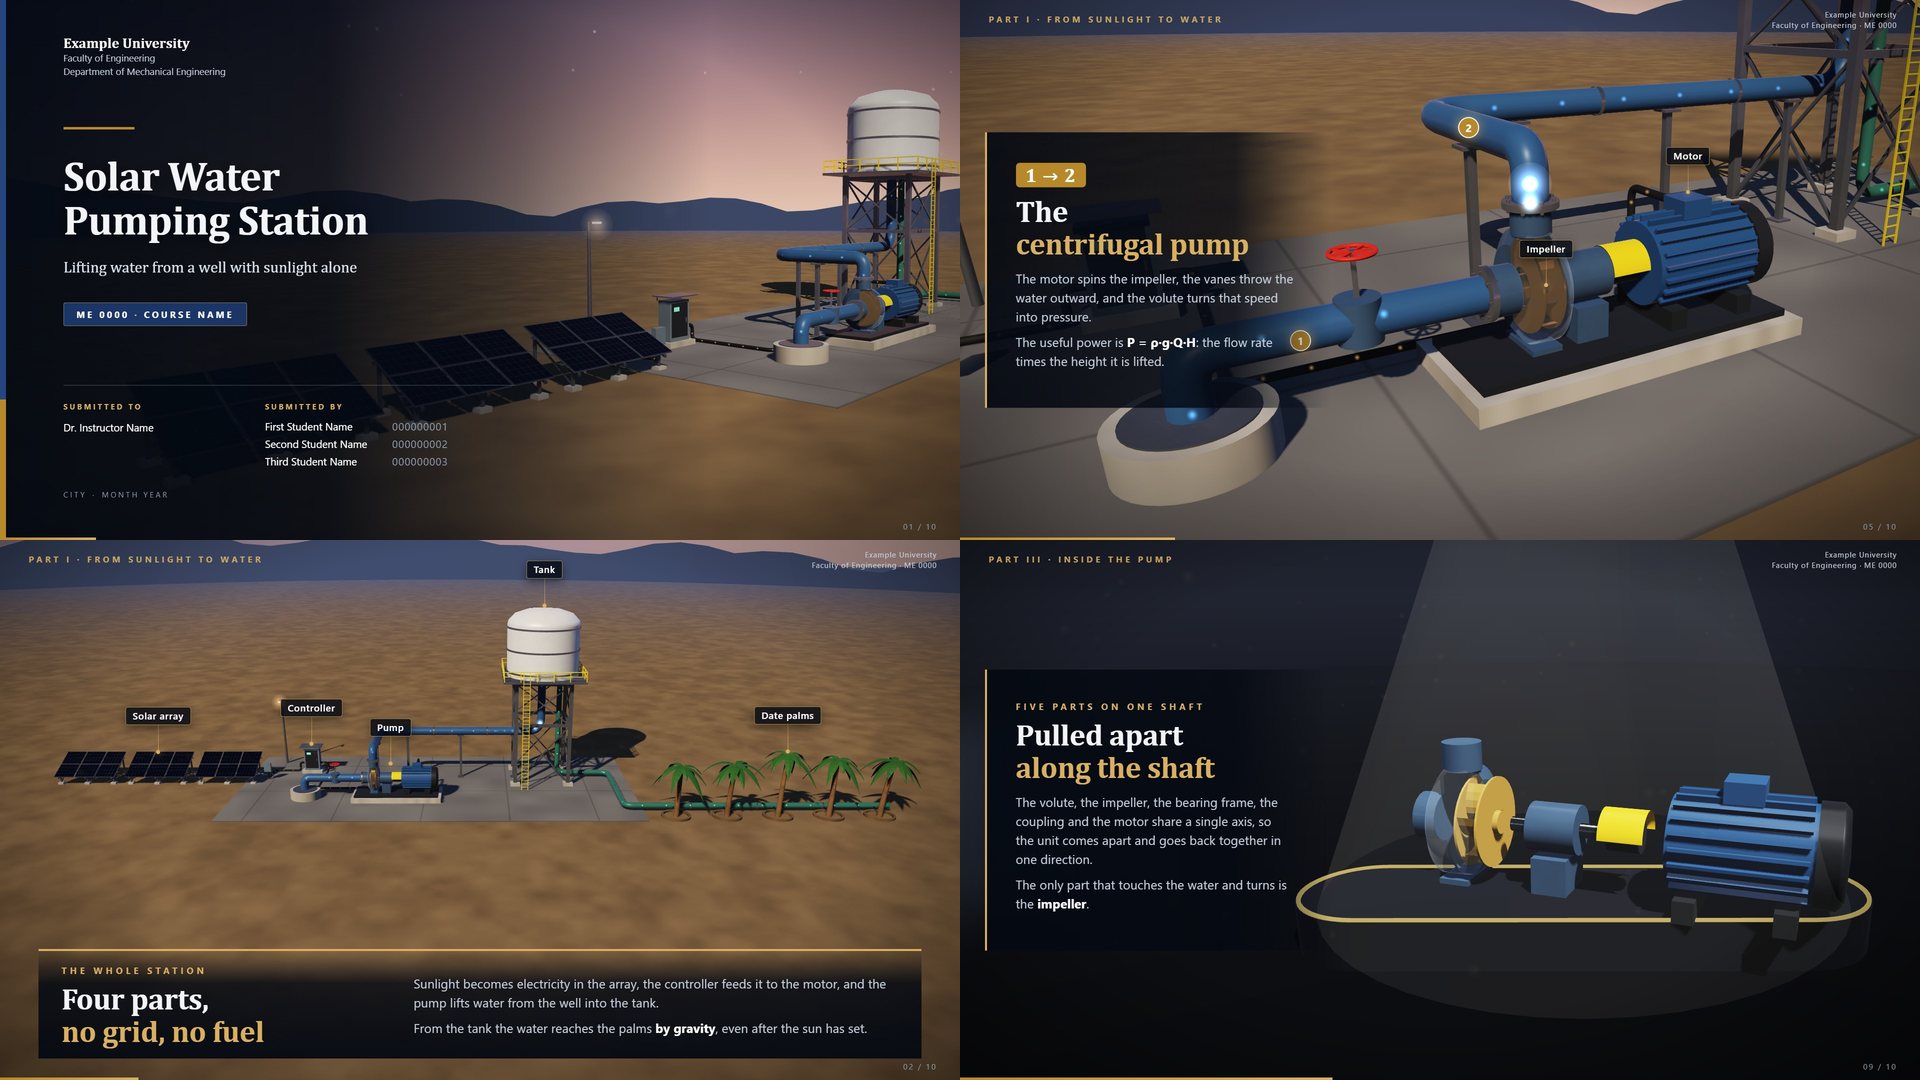 Example University
Faculty of Engineering
Department of Mechanical Engineering
Solar Water
Pumping Station
Lifting water from a well with sunlight alone
ME 0000 · COURSE NAME
SUBMITTED TO
Dr. Instructor Name
SUBMITTED BY
First Student Name 000000001
Second Student Name 000000002
Third Student Name 000000003
CITY · MONTH YEAR
01 / 10
PART I · FROM SUNLIGHT TO WATER
Example University
Faculty of Engineering · ME 0000
1 → 2
The
centrifugal pump
The motor spins the impeller, the vanes throw the
water outward, and the volute turns that speed
into pressure.
The useful power is P = ρ·g·Q·H: the flow rate
times the height it is lifted.
2
Motor
Impeller
1
05 / 10
PART I · FROM SUNLIGHT TO WATER
Example University
Faculty of Engineering · ME 0000
Tank
Solar array
Controller
Pump
Date palms
THE WHOLE STATION
Four parts,
no grid, no fuel
Sunlight becomes electricity in the array, the controller feeds it to the motor, and the
pump lifts water from the well into the tank.
From the tank the water reaches the palms by gravity, even after the sun has set.
02 / 10
PART III · INSIDE THE PUMP
Example University
Faculty of Engineering · ME 0000
FIVE PARTS ON ONE SHAFT
Pulled apart
along the shaft
The volute, the impeller, the bearing frame, the
coupling and the motor share a single axis, so
the unit comes apart and goes back together in
one direction.
The only part that touches the water and turns is
the impeller.
09 / 10